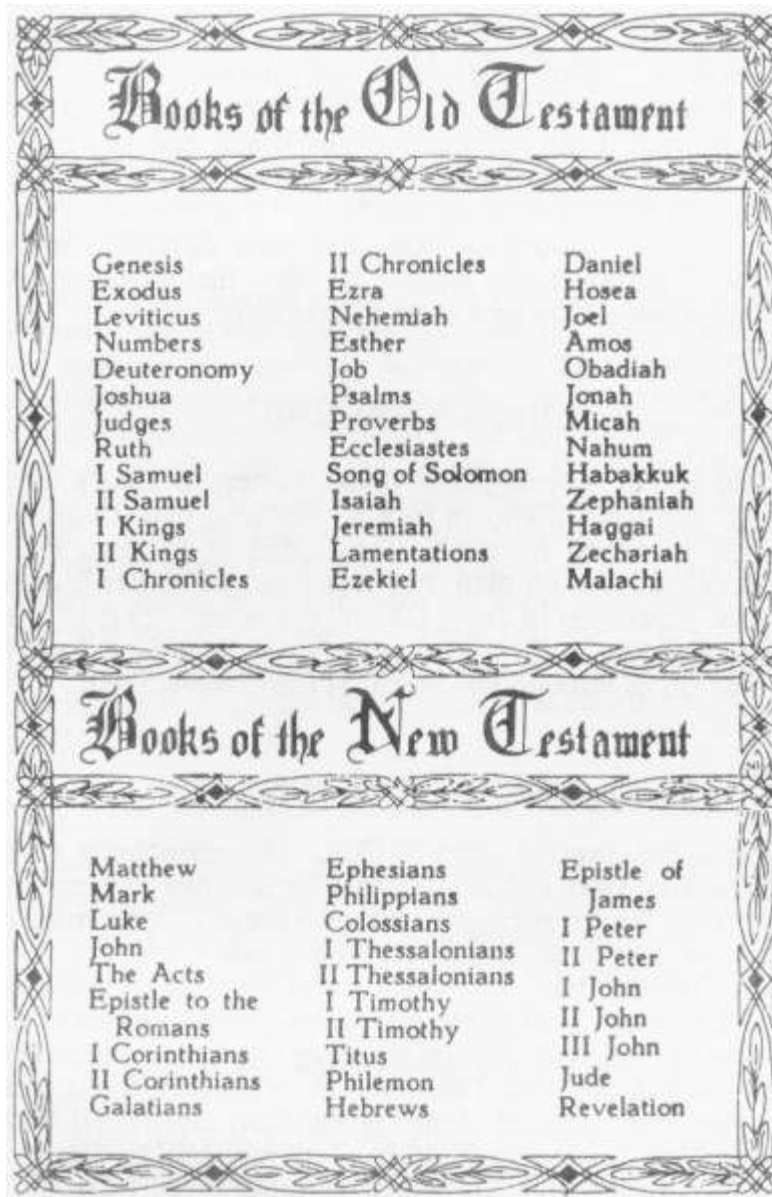 Books of the Old Testament
Genesis
Exodus
Leviticus
Numbers
Deuteronomy
Joshua
Judges
Ruth
I Samuel
II Samuel
I Kings
II Kings
I Chronicles
II Chronicles
Ezra
Nehemiah
Esther
Job
Psalms
Proverbs
Ecclesiastes
Song of Solomon
Isaiah
Jeremiah
Lamentations
Ezekiel
Daniel
Hosea
Joel
Amos
Obadiah
Jonah
Micah
Nahum
Habakkuk
Zephaniah
Haggai
Zechariah
Malachi
Books of the New Testament
Matthew
Mark
Luke
John
The Acts
Epistle to the
Romans
I Corinthians
II Corinthians
Galatians
Ephesians
Philippians
Colossians
I Thessalonians
II Thessalonians
I Timothy
II Timothy
Titus
Philemon
Hebrews
Epistle of
James
I Peter
II Peter
I John
II John
III John
Jude
Revelation